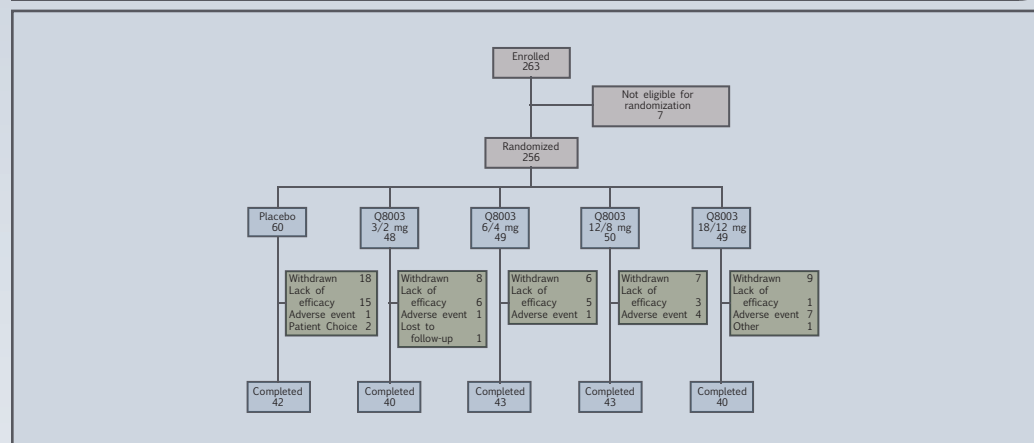 Enrolled
263
Not eligible for
randomization
7
Randomized
256
Placebo
60
Q8003
3/2 mg
48
Q8003
6/4 mg
49
Q8003
12/8 mg
50
Q8003
18/12 mg
49
Withdrawn 18
Lack of
efficacy 15
Adverse event 1
Patient Choice 2
Withdrawn 8
Lack of
efficacy 6
Adverse event 1
Lost to
follow-up 1
Withdrawn 6
Lack of
efficacy 5
Adverse event 1
Withdrawn 7
Lack of
efficacy 3
Adverse event 4
Withdrawn 9
Lack of
efficacy 1
Adverse event 7
Other 1
Completed
42
Completed
40
Completed
43
Completed
43
Completed
40